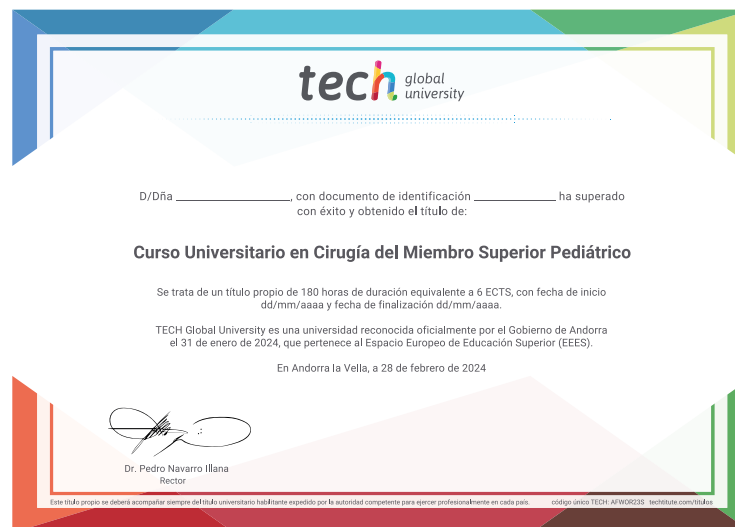 tech global university
D/Dña ____________________, con documento de identificación ______________ ha superado
con éxito y obtenido el título de:
Curso Universitario en Cirugía del Miembro Superior Pediátrico
Se trata de un título propio de 180 horas de duración equivalente a 6 ECTS, con fecha de inicio
dd/mm/aaaa y fecha de finalización dd/mm/aaaa.
TECH Global University es una universidad reconocida oficialmente por el Gobierno de Andorra
el 31 de enero de 2024, que pertenece al Espacio Europeo de Educación Superior (EEES).
En Andorra la Vella, a 28 de febrero de 2024
Dr. Pedro Navarro Illana
Rector
Este título propio se deberá acompañar siempre del título universitario habilitante expedido por la autoridad competente para ejercer profesionalmente en cada país. código único TECH: AFWOR23S techtitute.com/titulos